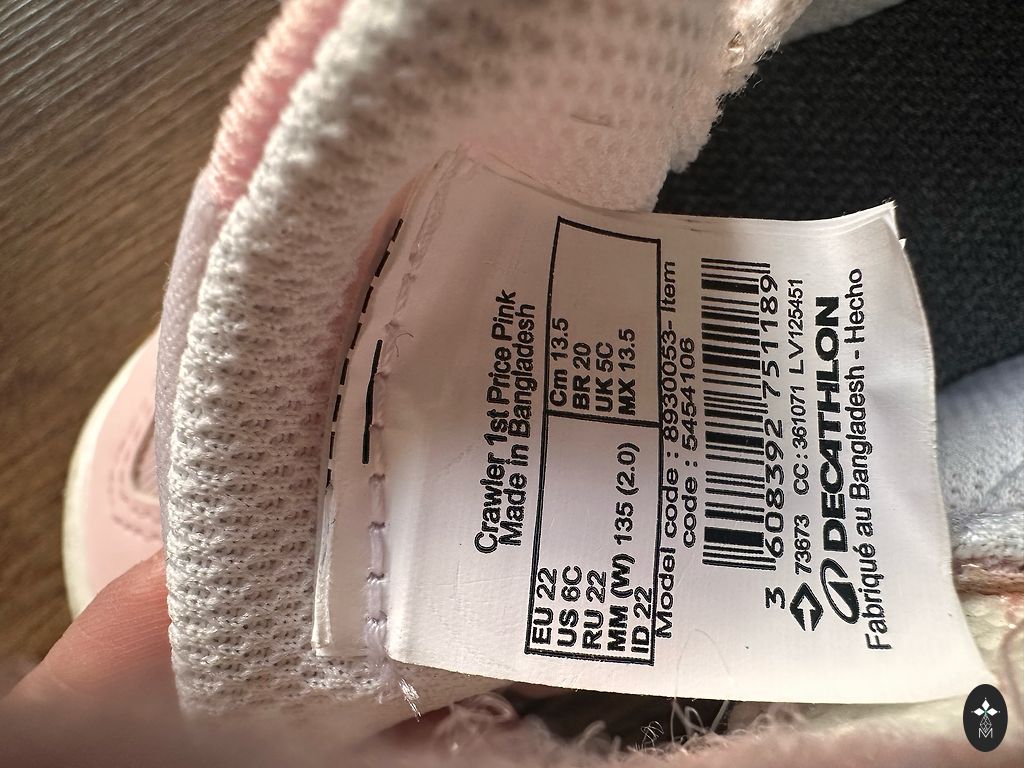 Crawler 1st Price Pink
Made in Bangladesh
EU 22
US 6C
RU 22
MM (W) 135 (2.0)
ID 22
Cm 13.5
BR 20
UK 5C
MX 13.5
Model code : 8930053- Item
code : 5454106
3 608392 751189
73673 CC : 361071 LV125451
DECATHLON
Fabriqué au Bangladesh - Hecho
M